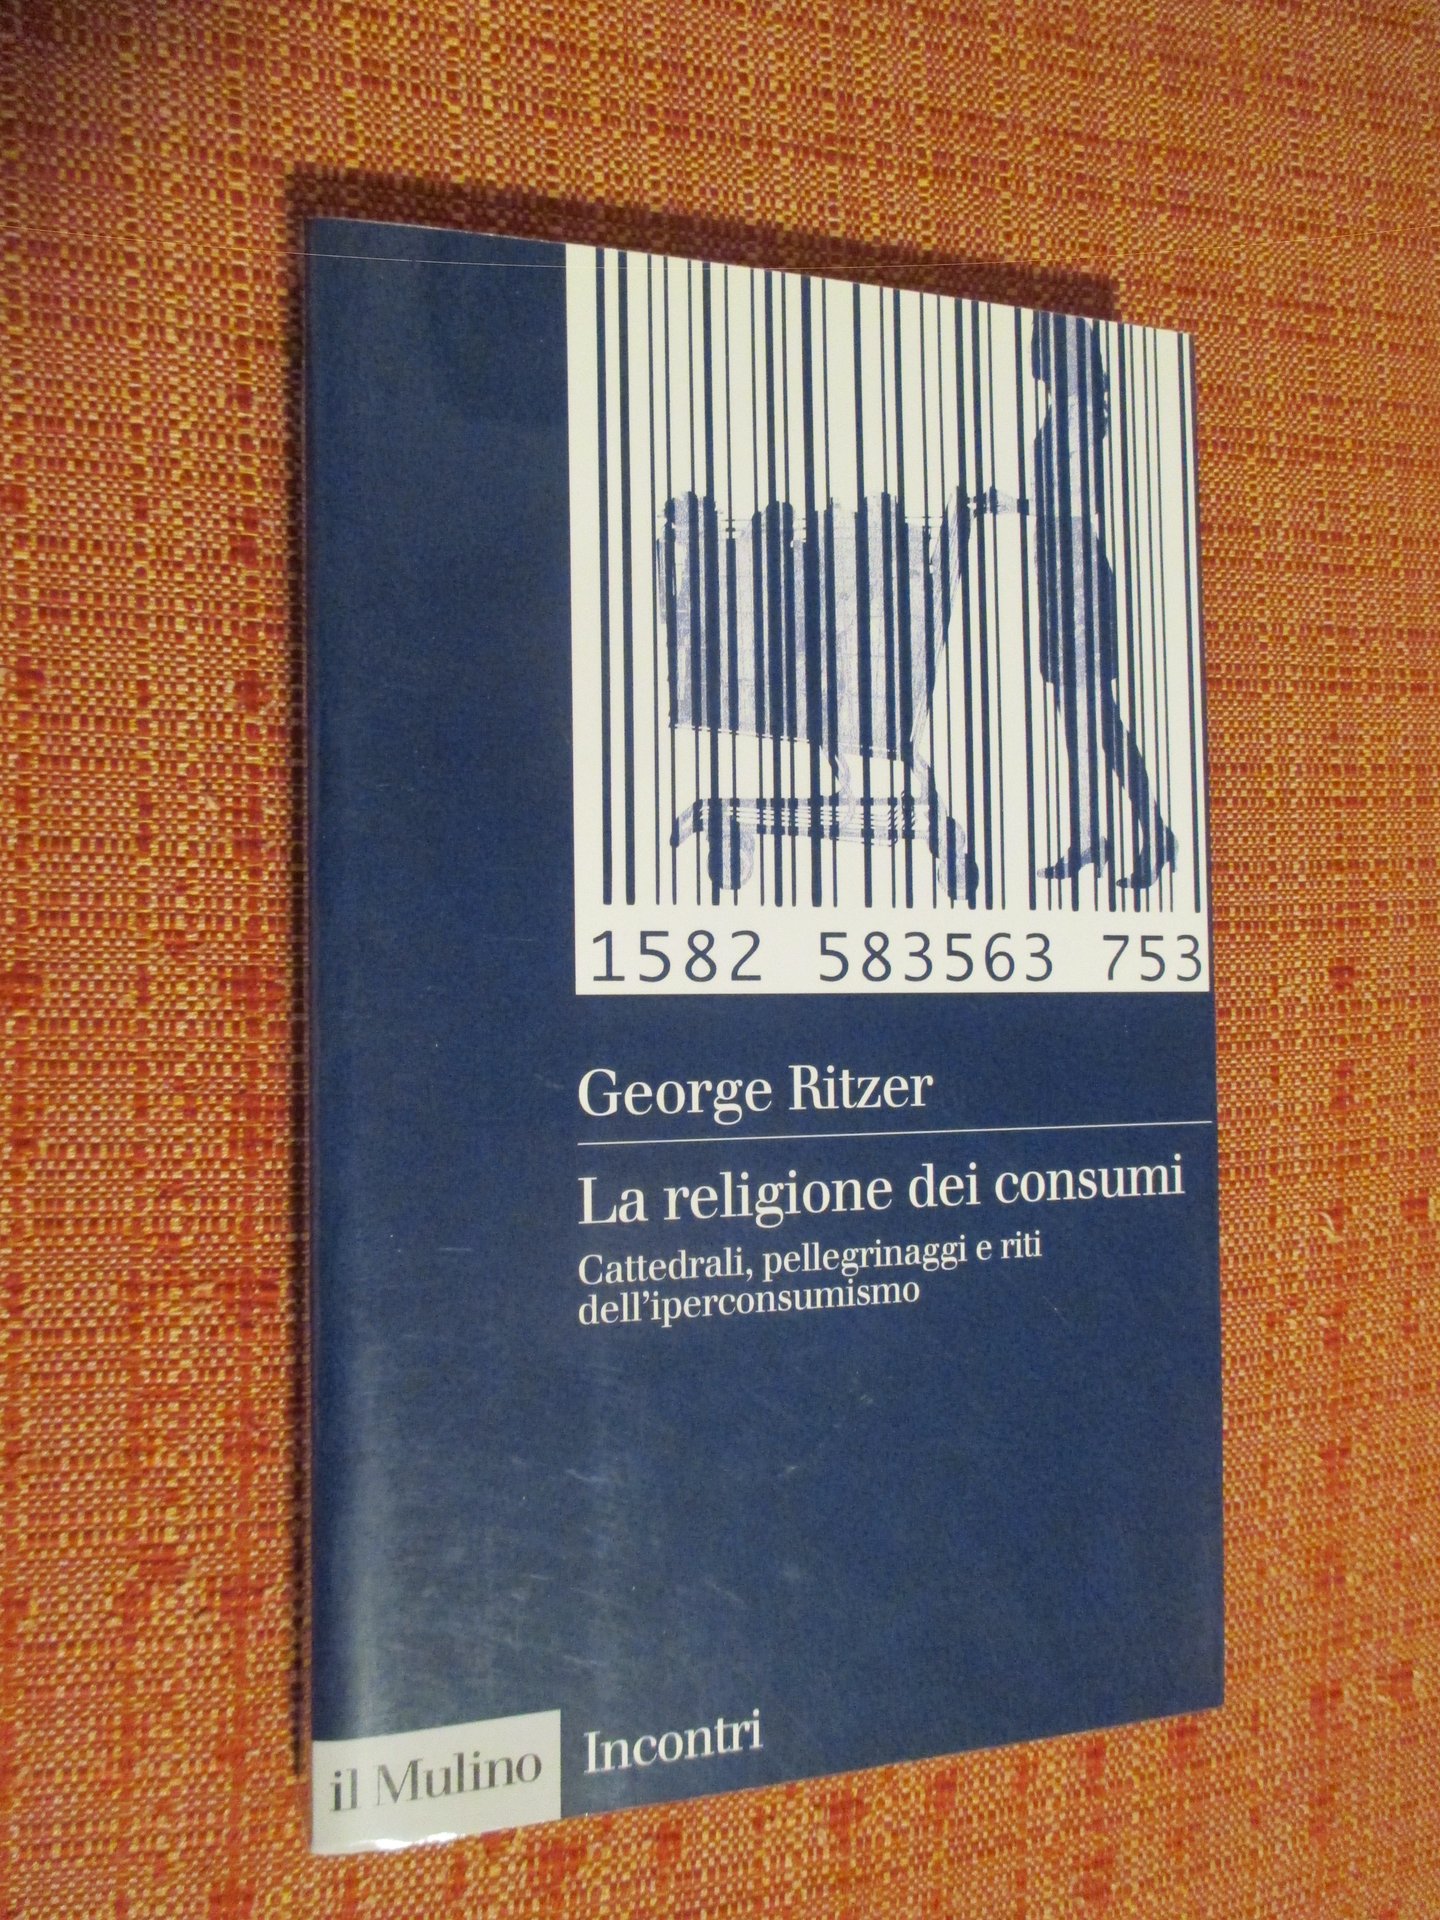 1582 583563 753
George Ritzer
La religione dei consumi
Cattedrali, pellegrinaggi e riti
dell'iperconsumismo
il Mulino
Incontri